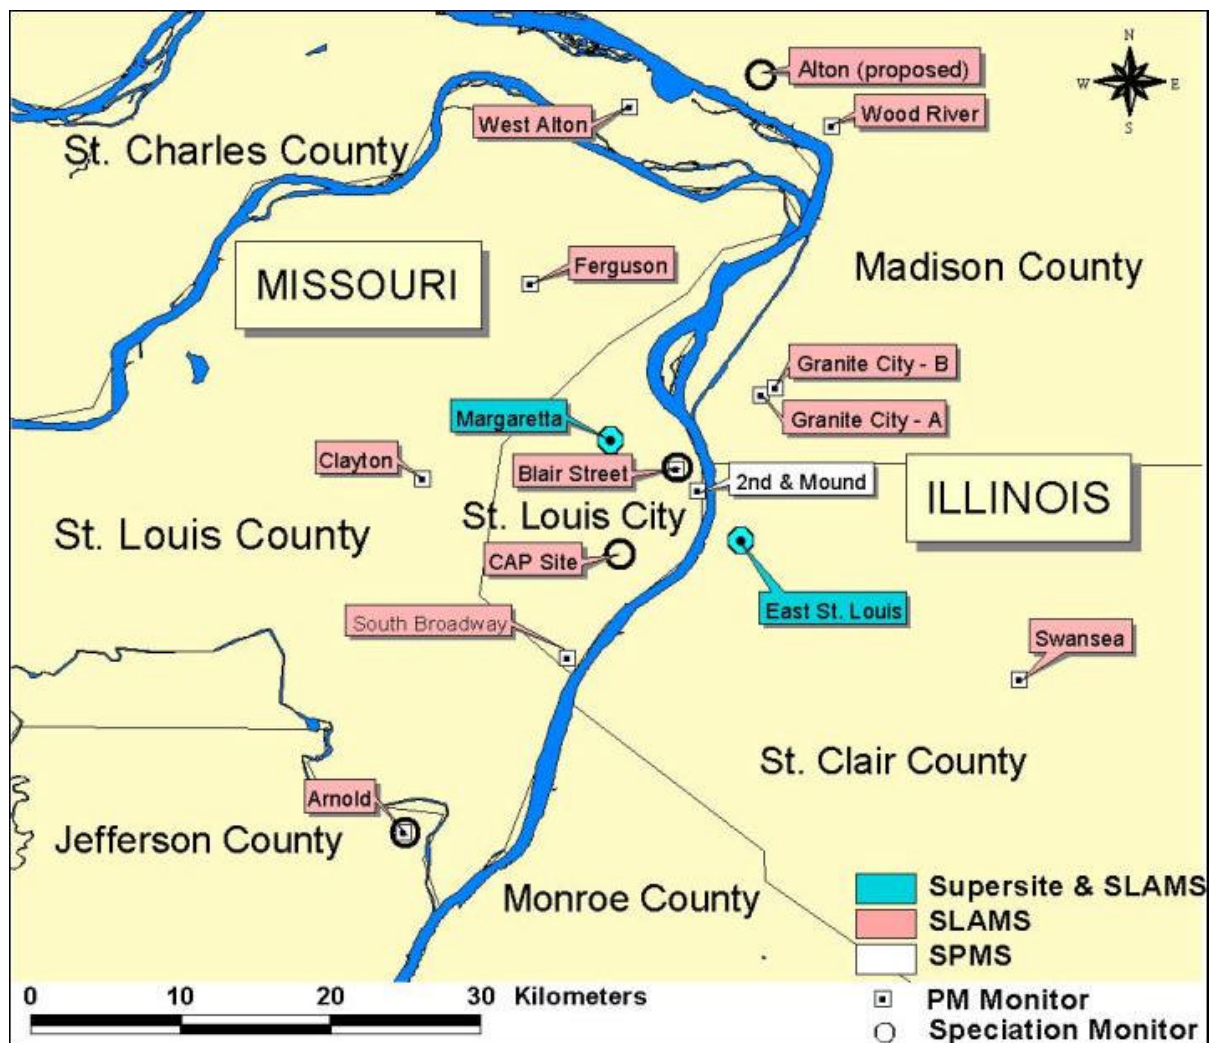 N
Alton (proposed)
W
E
S
West Alton
Wood River
St. Charles County
MISSOURI
Ferguson
Madison County
Granite City - B
Granite City - A
Margaretta
Clayton
Blair Street
2nd & Mound
ILLINOIS
St. Louis City
St. Louis County
CAP Site
East St. Louis
South Broadway
Swansea
St. Clair County
Arnold
Jefferson County
Monroe County
Supersite & SLAMS
SLAMS
SPMS
0 10 20 30 Kilometers
PM Monitor
Speciation Monitor